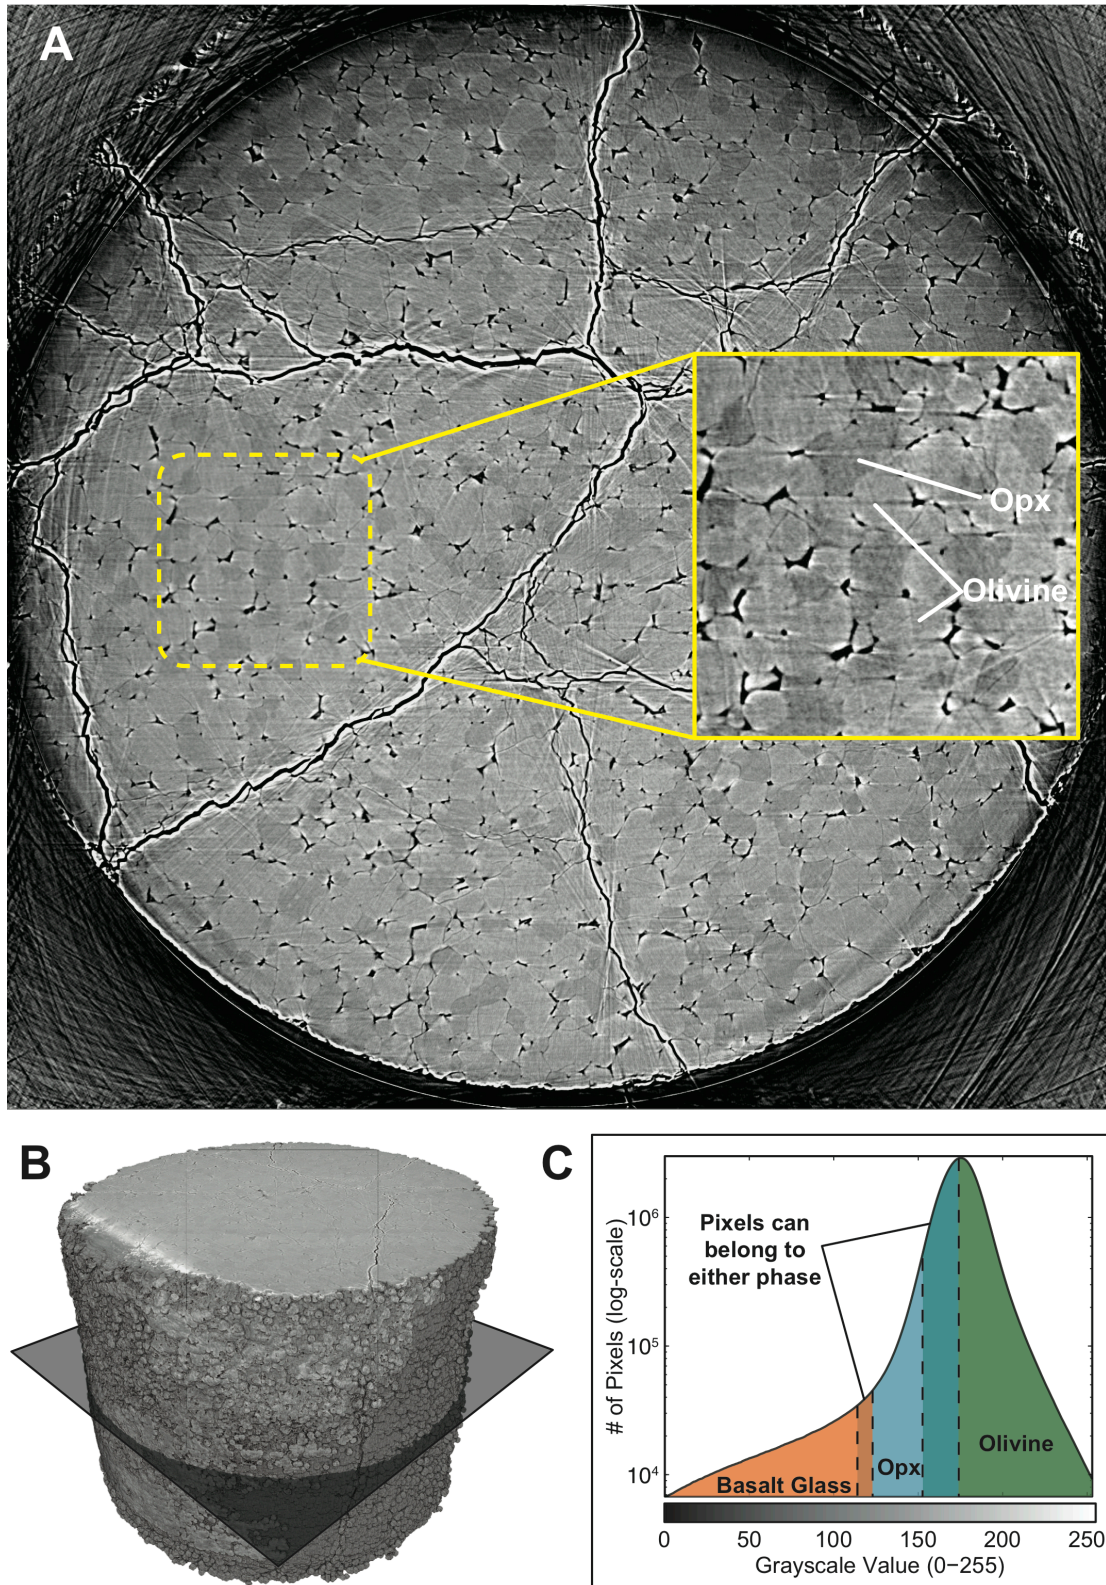 A
Opx
Olivine
B
C
# of Pixels (log-scale)
10⁶
10⁵
10⁴
Pixels can
belong to
either phase
Basalt Glass
Opx
Olivine
0
50
100
150
200
250
Grayscale Value (0–255)